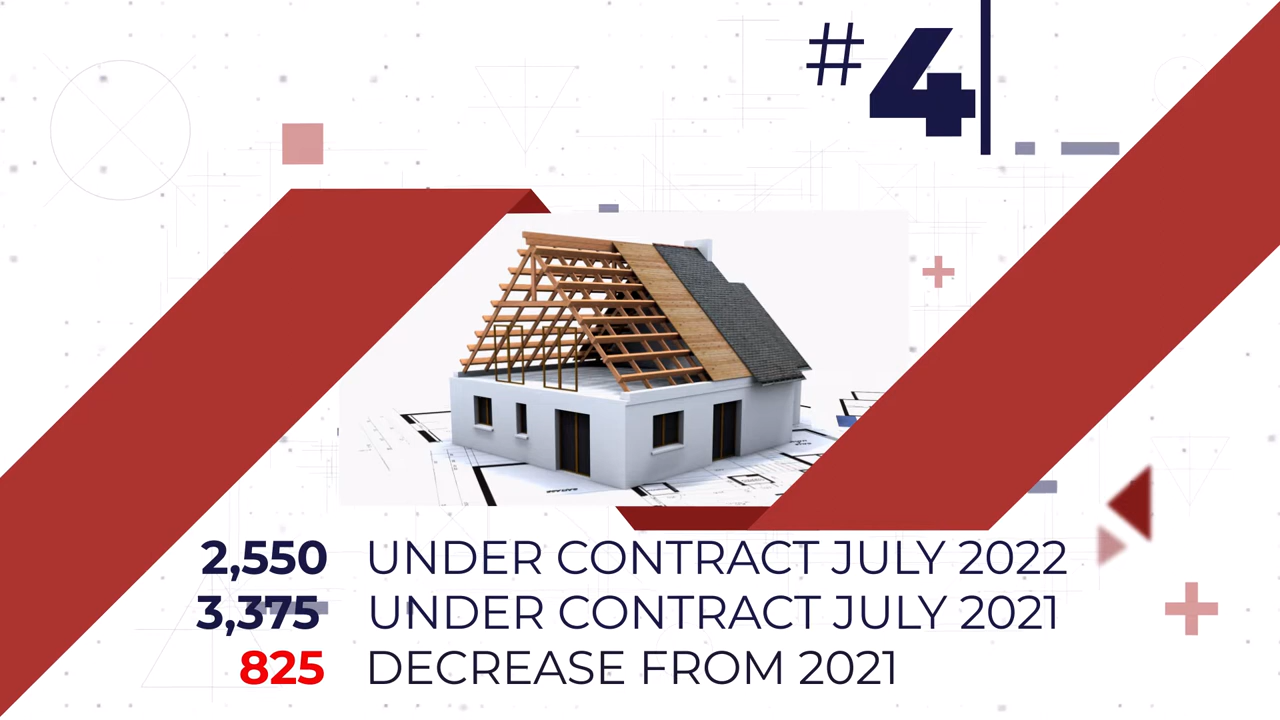 #4
2,550 UNDER CONTRACT JULY 2022
3,375 UNDER CONTRACT JULY 2021
825 DECREASE FROM 2021